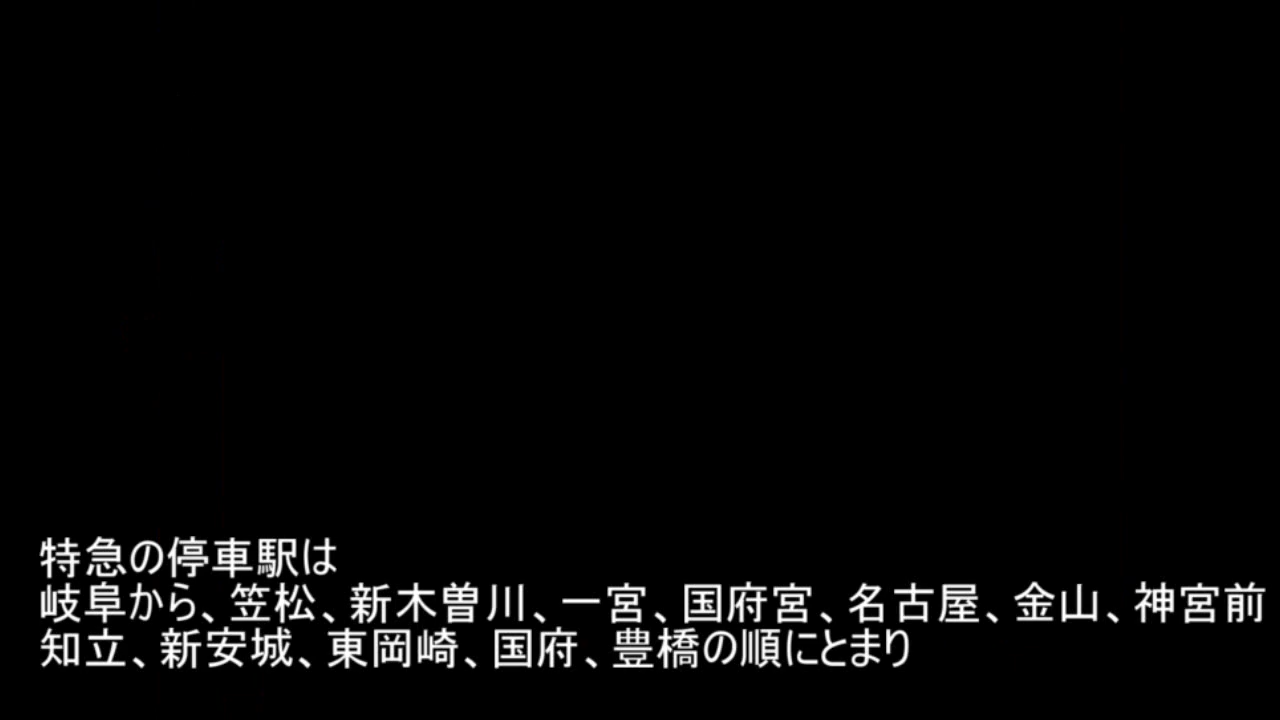 特急の停車駅は
岐阜から、笠松、新木曽川、一宮、国府宮、名古屋、金山、神宮前
知立、新安城、東岡崎、国府、豊橋の順にとまり